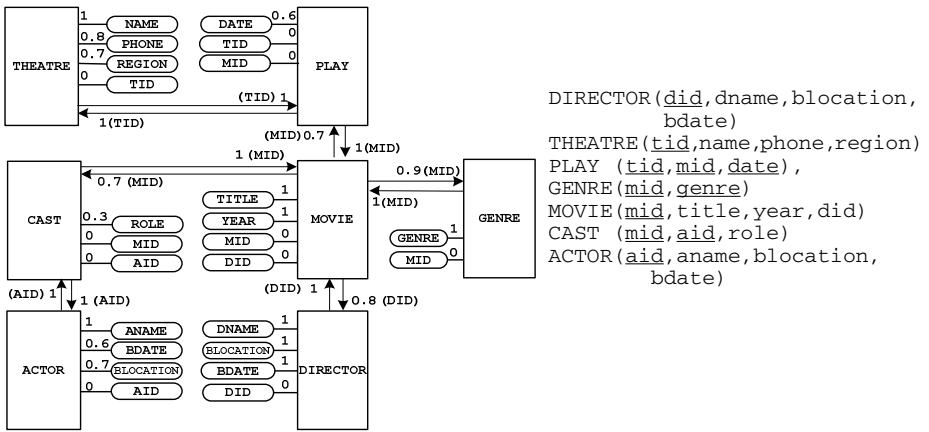 1
NAME
0.8
PHONE
0.7
REGION
0
TID
THEATRE
DATE
0.6
TID
0
MID
0
PLAY
(TID) 1
1(TID)
(MID) 0.7
1(MID)
1 (MID)
0.7 (MID)
0.9(MID)
1(MID)
CAST
0.3
ROLE
0
MID
0
AID
TITLE
1
YEAR
1
MID
0
DID
0
MOVIE
GENRE
1
MID
0
GENRE
(AID) 1
1 (AID)
(DID) 1
0.8 (DID)
ACTOR
1
ANAME
0.6
BDATE
0.7
BLOCATION
0
AID
DNAME
1
BLOCATION
1
BDATE
1
DID
0
DIRECTOR
DIRECTOR(did,dname,blocation,
bdate)
THEATRE(tid,name,phone,region)
PLAY (tid,mid,date),
GENRE(mid,genre)
MOVIE(mid,title,year,did)
CAST (mid,aid,role)
ACTOR(aid,aname,blocation,
bdate)